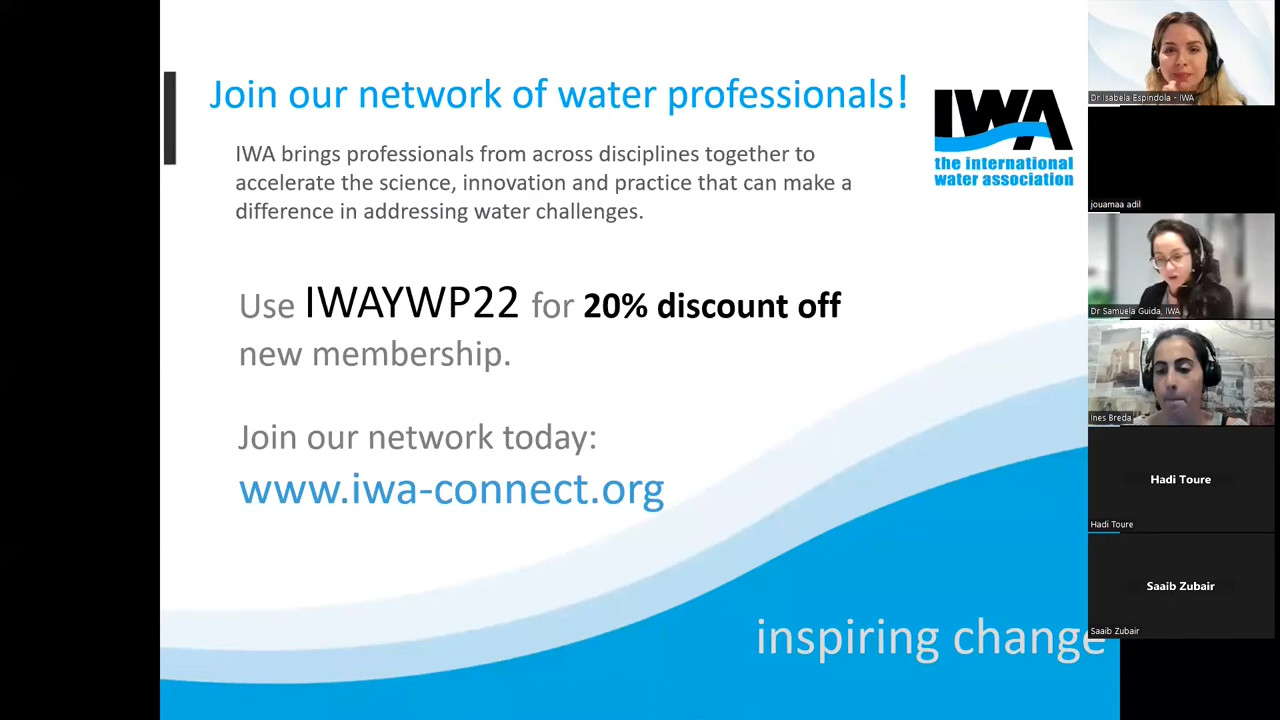 Join our network of water professionals!
IWA
the international
water association
IWA brings professionals from across disciplines together to
accelerate the science, innovation and practice that can make a
difference in addressing water challenges.
Use IWAYWP22 for 20% discount off
new membership.
Join our network today:
www.iwa-connect.org
inspiring change
Dr Isabela Espindola - IWA
jouamaa adil
Dr Samuela Guida, IWA
Ines Breda
Hadi Toure
Hadi Toure
Saaib Zubair
Saaib Zubair